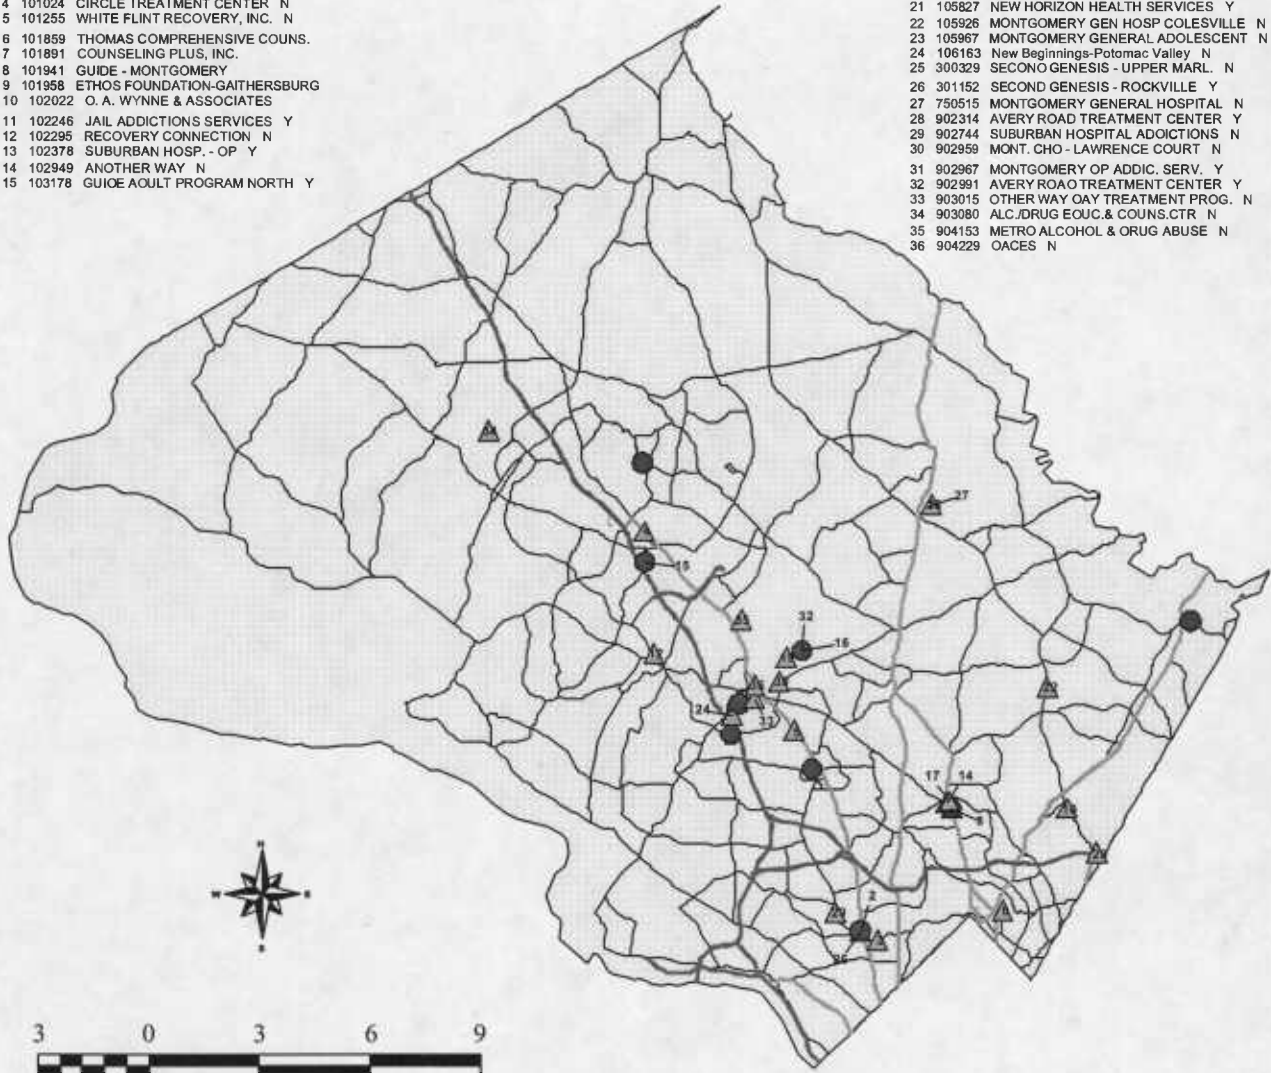 4 101024 CIRCLE TREATMENT CENTER N
5 101255 WHITE FLINT RECOVERY, INC. N
6 101859 THOMAS COMPREHENSIVE COUNS.
7 101891 COUNSELING PLUS, INC.
8 101941 GUIDE - MONTGOMERY
9 101958 ETHOS FOUNDATION-GAITHERSBURG
10 102022 O. A. WYNNE & ASSOCIATES
11 102246 JAIL ADDICTIONS SERVICES Y
12 102295 RECOVERY CONNECTION N
13 102378 SUBURBAN HOSP. - OP Y
14 102949 ANOTHER WAY N
15 103178 GUIOE AOULT PROGRAM NORTH Y
21 105827 NEW HORIZON HEALTH SERVICES Y
22 105926 MONTGOMERY GEN HOSP COLESVILLE N
23 105967 MONTGOMERY GENERAL ADOLESCENT N
24 106163 New Beginnings-Potomac Valley N
25 300329 SECONO GENESIS - UPPER MARL. N
26 301152 SECOND GENESIS - ROCKVILLE Y
27 750515 MONTGOMERY GENERAL HOSPITAL N
28 902314 AVERY ROAD TREATMENT CENTER Y
29 902744 SUBURBAN HOSPITAL ADOICTIONS N
30 902959 MONT. CHO - LAWRENCE COURT N
31 902967 MONTGOMERY OP ADDIC. SERV. Y
32 902991 AVERY ROAO TREATMENT CENTER Y
33 903015 OTHER WAY OAY TREATMENT PROG. N
34 903080 ALC./DRUG EOUC.& COUNS.CTR N
35 904153 METRO ALCOHOL & ORUG ABUSE N
36 904229 OACES N
27
15
32
16
24
33
17 14
2
N
W E
S
3 0 3 6 9